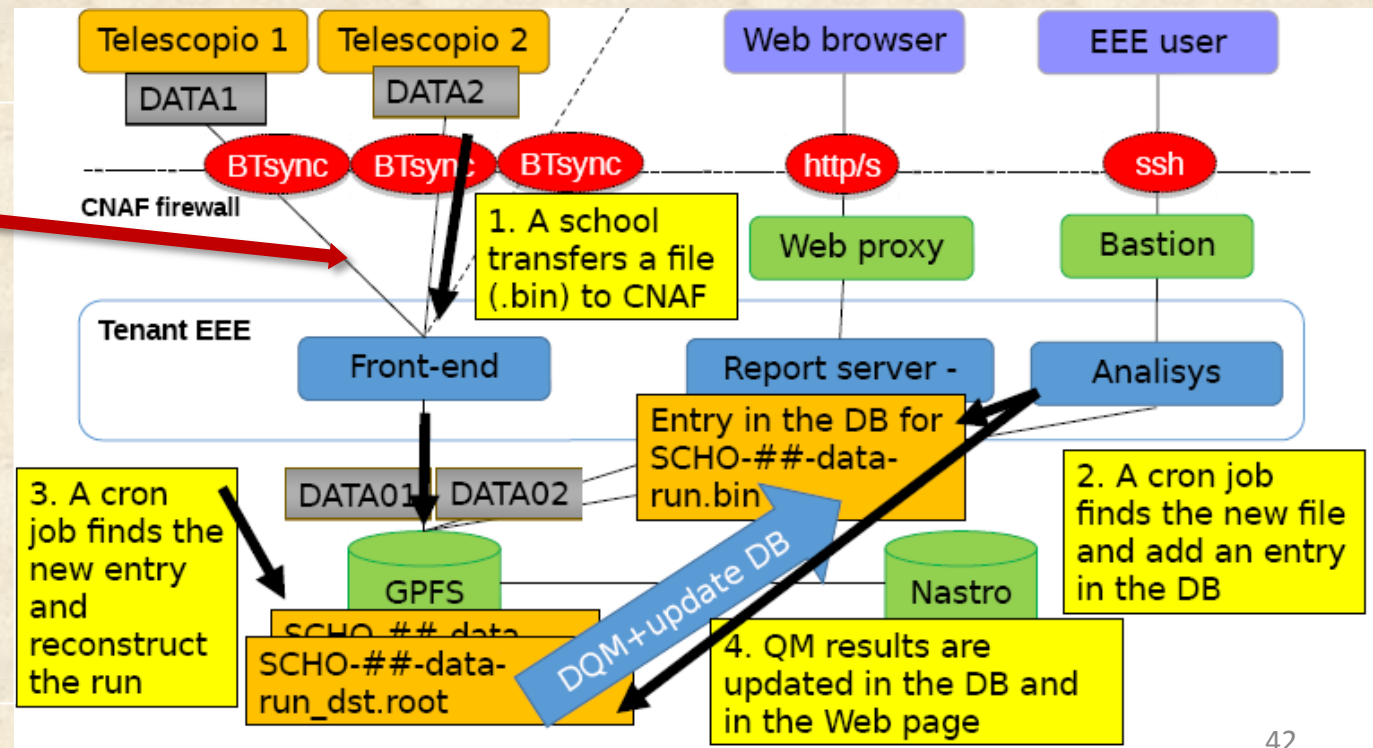 Telescopio 1
Telescopio 2
Web browser
EEE user
DATA1
DATA2
BTsync
BTsync
BTsync
http/s
ssh
CNAF firewall
1. A school
transfers a file
(.bin) to CNAF
Web proxy
Bastion
Tenant EEE
Front-end
Report server -
Analisys
Entry in the DB for
SCHO-##-data-
run.bin
3. A cron
job finds the
new entry
and
reconstruct
the run
DATA01
DATA02
2. A cron job
finds the new file
and add an entry
in the DB
GPFS
Nastro
DQM+update DB
SCHO-##-data-
SCHO-##-data-
run_dst.root
4. QM results are
updated in the DB and
in the Web page
42